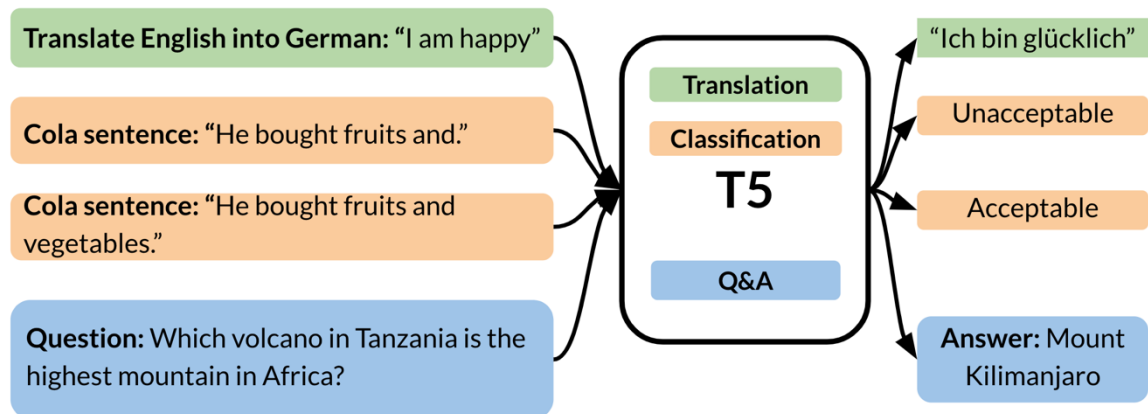 Translate English into German: “I am happy”
Cola sentence: “He bought fruits and.”
Cola sentence: “He bought fruits and
vegetables.”
Question: Which volcano in Tanzania is the
highest mountain in Africa?
Translation
Classification
T5
Q&A
“Ich bin glücklich”
Unacceptable
Acceptable
Answer: Mount
Kilimanjaro